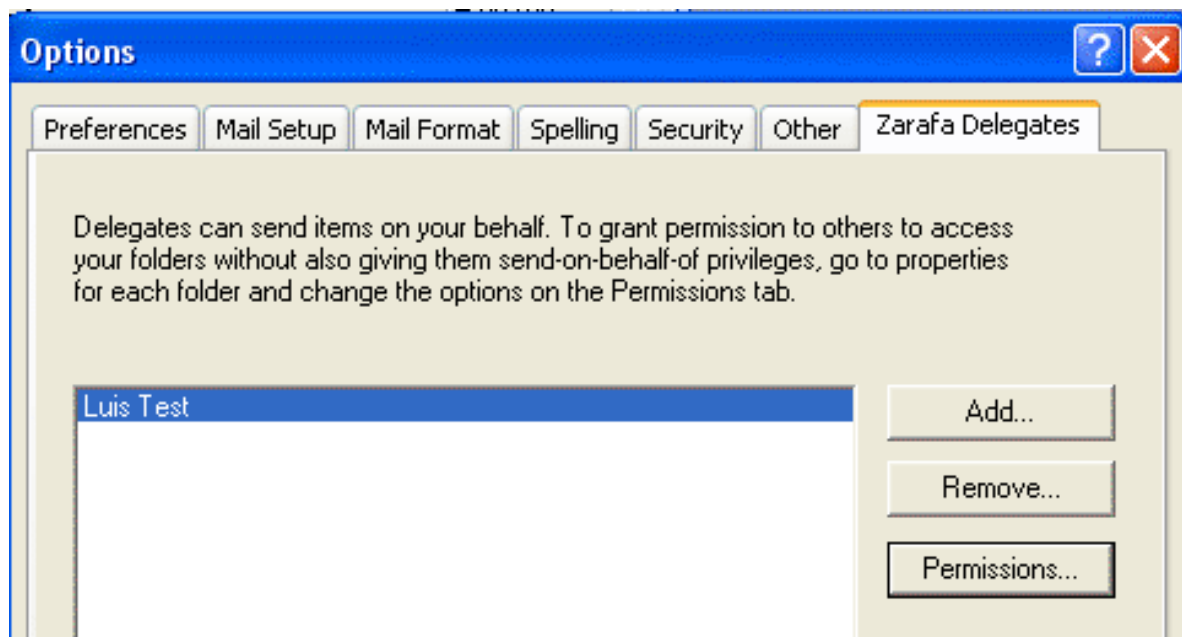 Options
Preferences Mail Setup Mail Format Spelling Security Other Zarafa Delegates
Delegates can send items on your behalf. To grant permission to others to access
your folders without also giving them send-on-behalf-of privileges, go to properties
for each folder and change the options on the Permissions tab.
Luis Test
Add...
Remove...
Permissions...